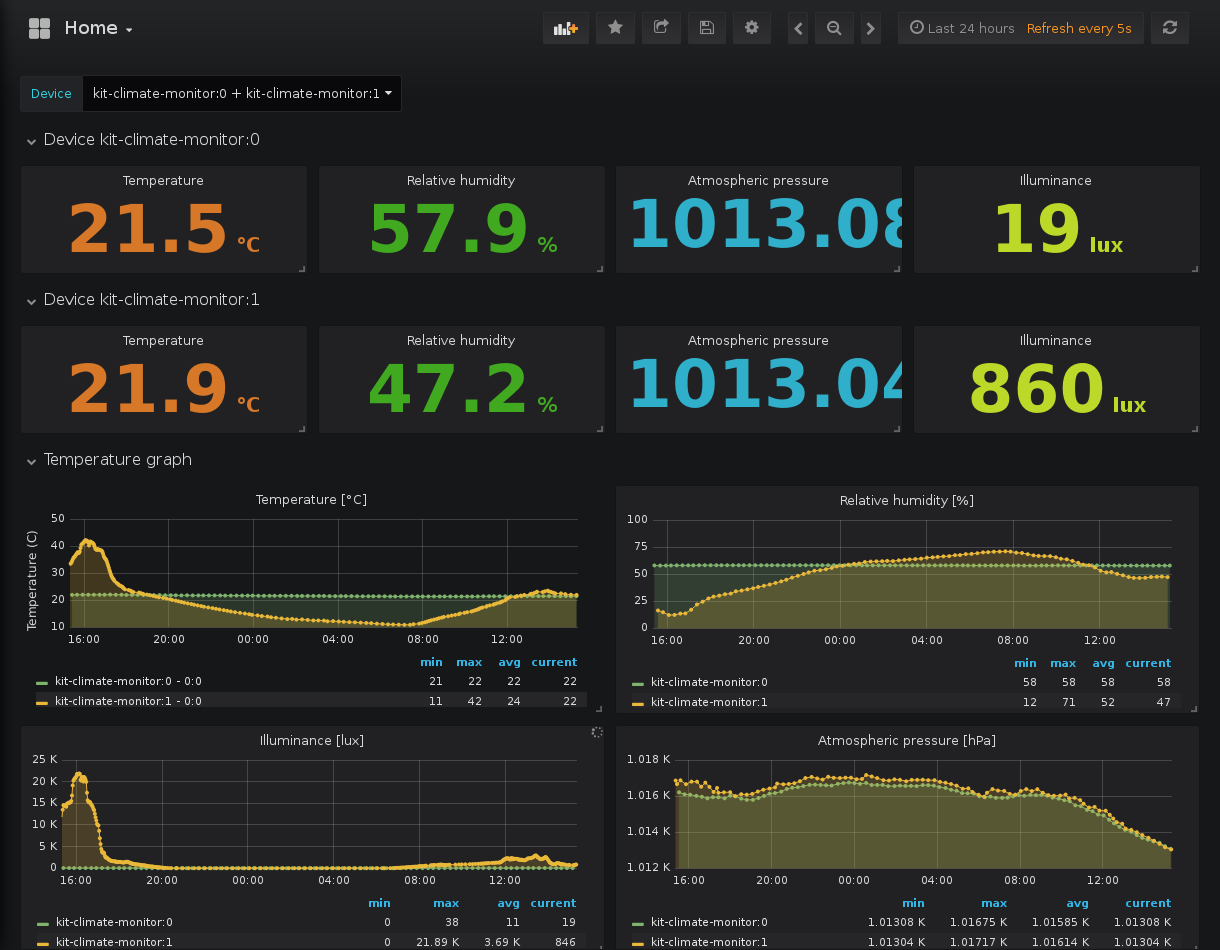 Home
Last 24 hours Refresh every 5s
Device kit-climate-monitor:0 + kit-climate-monitor:1
Device kit-climate-monitor:0
Temperature Relative humidity Atmospheric pressure Illuminance
21.5 °C 57.9 % 1013.08 19 lux
Device kit-climate-monitor:1
Temperature Relative humidity Atmospheric pressure Illuminance
21.9 °C 47.2 % 1013.04 860 lux
Temperature graph
Temperature [°C]
Temperature (C)
50
40
30
20
10
16:00 20:00 00:00 04:00 08:00 12:00
min max avg current
kit-climate-monitor:0 - 0:0 21 22 22 22
kit-climate-monitor:1 - 0:0 11 42 24 22
Relative humidity [%]
100
75
50
25
0
16:00 20:00 00:00 04:00 08:00 12:00
min max avg current
kit-climate-monitor:0 58 58 58 58
kit-climate-monitor:1 12 71 52 47
Illuminance [lux]
25 K
20 K
15 K
10 K
5 K
0
16:00 20:00 00:00 04:00 08:00 12:00
min max avg current
kit-climate-monitor:0 0 38 11 19
kit-climate-monitor:1 0 21.89 K 3.69 K 846
Atmospheric pressure [hPa]
1.018 K
1.016 K
1.014 K
1.012 K
16:00 20:00 00:00 04:00 08:00 12:00
min max avg current
kit-climate-monitor:0 1.01308 K 1.01675 K 1.01585 K 1.01308 K
kit-climate-monitor:1 1.01304 K 1.01717 K 1.01614 K 1.01304 K